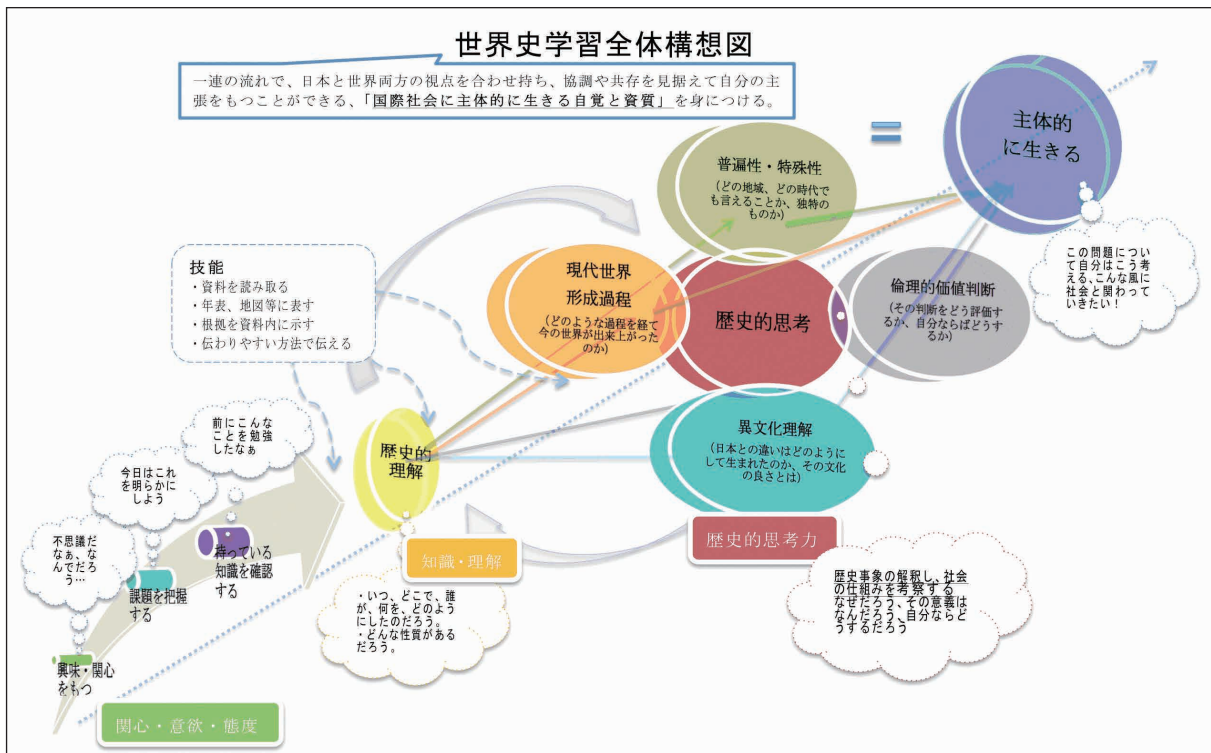 世界史学習全体構想図
一連の流れで、日本と世界両方の視点を合わせ持ち、協調や共存を見据えて自分の主
張をもつことができる、「国際社会に主体的に生きる自覚と資質」を身につける。
主体的
に生きる
普遍性・特殊性
(どの地域、どの時代で
も言えることか、独特の
ものか)
=
この問題につい
て自分はこう考
える、こんな風に
社会と関わって
いきたい！
技能
・資料を読み取る
・年表、地図等に表す
・根拠を資料内に示す
・伝わりやすい方法で伝える
現代世界
形成過程
(どのような過程を経て
今の世界が出来上がった
のか)
歴史的思考
倫理的価値判断
(その判断をどう評価す
るか、自分ならばどうす
るか)
異文化理解
(日本との違いはどのように
して生まれたのか、その文化
の良さとは)
歴史的
理解
前にこんな
ことを勉強
したなぁ
今日はこれ
を明らかに
しよう
不思議だ
なぁ、な
んでだろ
う…
持っている
知識を確認
する
課題を把握
する
興味・関心
をもつ
関心・意欲・態度
知識・理解
・いつ、どこで、誰
が、何を、どのよう
にしたのだろう。
・どんな性質がある
だろう。
歴史的思考力
歴史事象の解釈し、社会
の仕組みを考察する
なぜだろう、その意義は
なんだろう、自分ならど
うするだろう